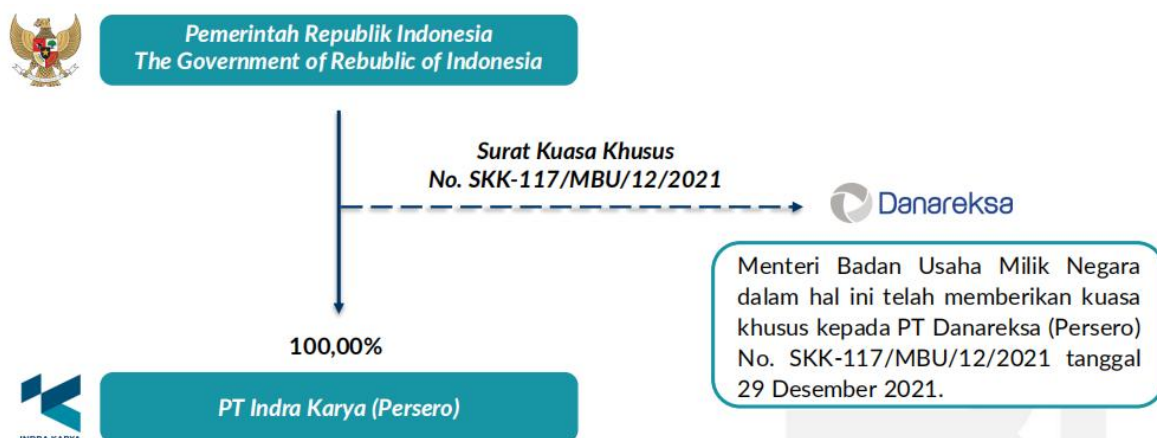 Pemerintah Republik Indonesia
The Government of Rebublic of Indonesia
Surat Kuasa Khusus
No. SKK-117/MBU/12/2021
Danareksa
Menteri Badan Usaha Milik Negara
dalam hal ini telah memberikan kuasa
khusus kepada PT Danareksa (Persero)
No. SKK-117/MBU/12/2021 tanggal
29 Desember 2021.
100,00%
PT Indra Karya (Persero)
INDRA KARYA